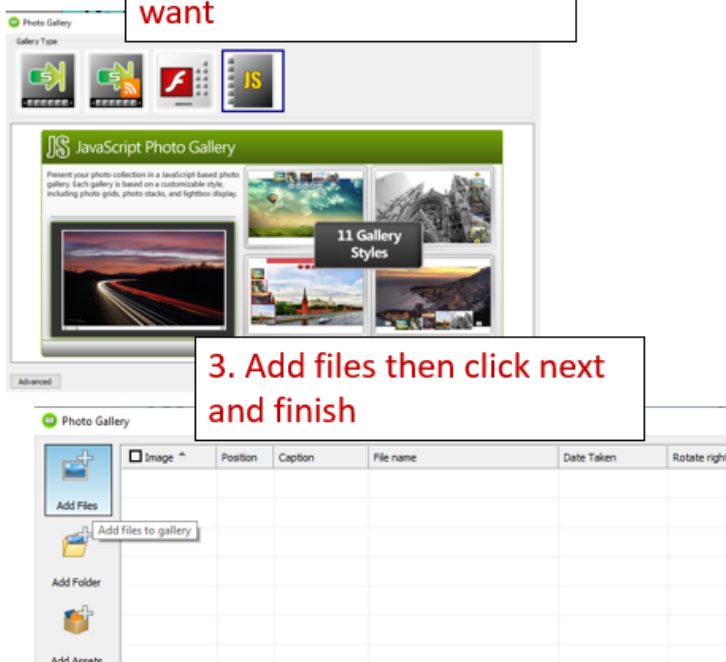 want
Photo Gallery
Gallery Type
JS
JS JavaScript Photo Gallery
Present your photo collection in a JavaScript-based photo
gallery. Each gallery is based on a customizable style,
including photo grids, photo stacks, and lightbox display.
11 Gallery
Styles
3. Add files then click next
and finish
Advanced
Photo Gallery
Image Position Caption File name Date Taken Rotate right
Add Files
Add files to gallery
Add Folder
Add Assets